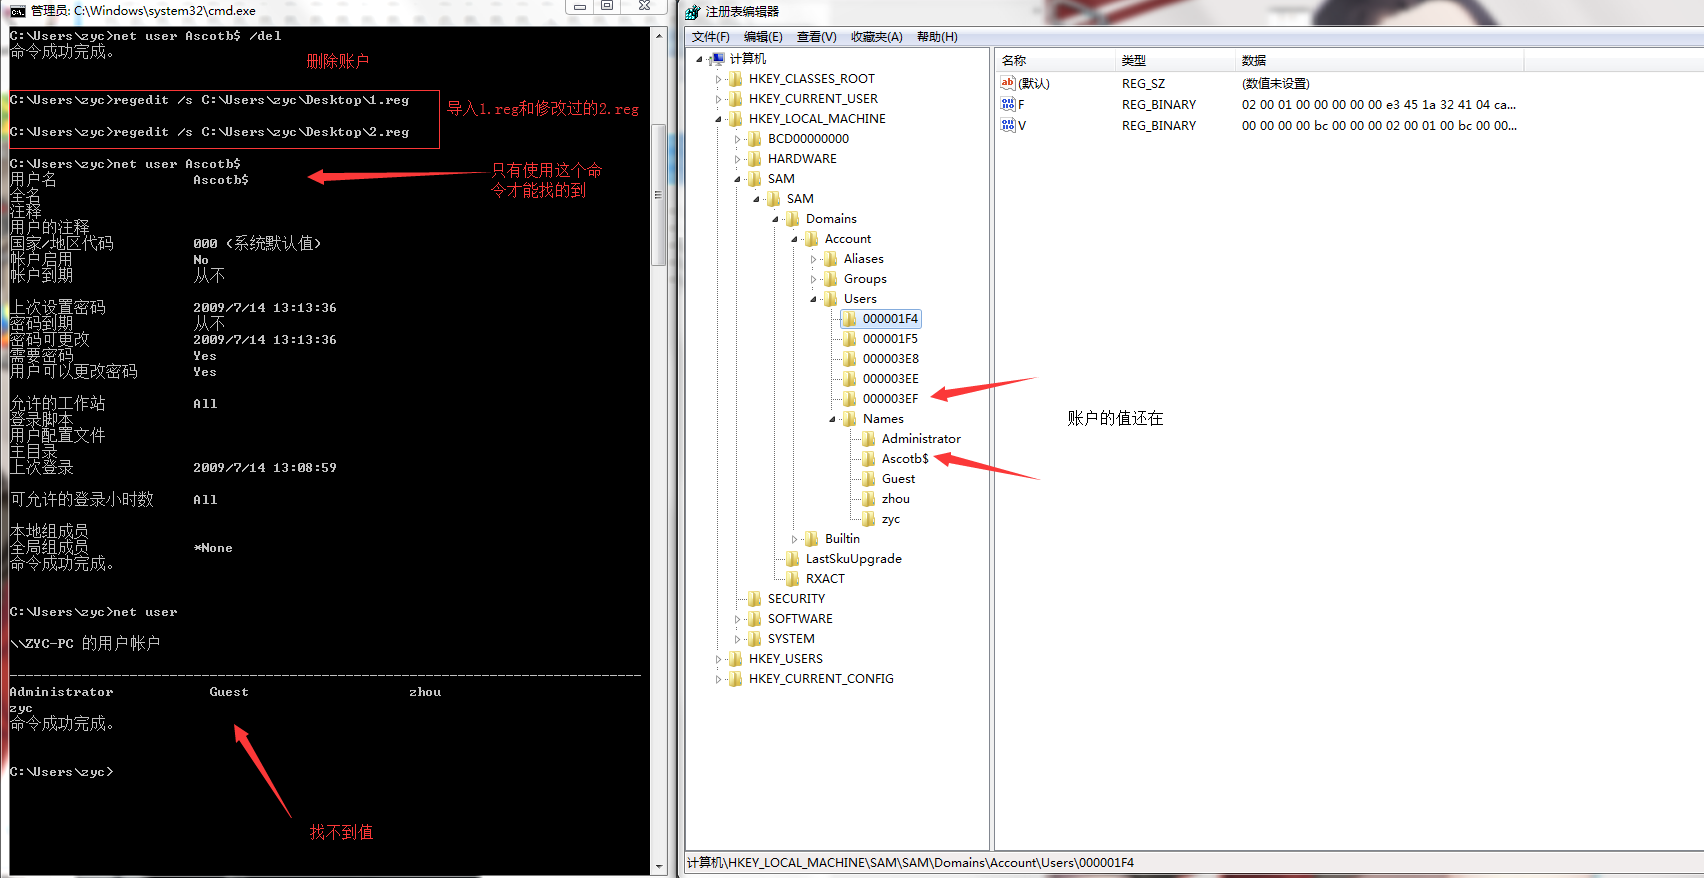 管理员: C:\Windows\system32\cmd.exe
C:\Users\zyc>net user Ascotb$ /del
命令成功完成。
删除账户
C:\Users\zyc>regedit /s C:\Users\zyc\Desktop\1.reg
导入1.reg和修改过的2.reg
C:\Users\zyc>regedit /s C:\Users\zyc\Desktop\2.reg
C:\Users\zyc>net user Ascotb$
只有使用这个命
令才能找的到
用户名 Ascotb$
全名
注释
用户的注释
国家/地区代码 000 (系统默认值)
帐户启用 No
帐户到期 从不
上次设置密码 2009/7/14 13:13:36
密码到期 从不
密码可更改 2009/7/14 13:13:36
需要密码 Yes
用户可以更改密码 Yes
允许的工作站 All
登录脚本
用户配置文件
主目录
上次登录 2009/7/14 13:08:59
可允许的登录小时数 All
本地组成员
全局组成员 *None
命令成功完成。
C:\Users\zyc>net user
\\ZYC-PC 的用户帐户
-------------------------------------------------------------------------------
Administrator Guest zhou
zyc
命令成功完成。
C:\Users\zyc>
找不到值
注册表编辑器
文件(F) 编辑(E) 查看(V) 收藏夹(A) 帮助(H)
计算机
HKEY_CLASSES_ROOT
HKEY_CURRENT_USER
HKEY_LOCAL_MACHINE
BCD00000000
HARDWARE
SAM
SAM
Domains
Account
Aliases
Groups
Users
000001F4
000001F5
000003E8
000003EE
000003EF
Names
Administrator
Ascotb$
Guest
zhou
zyc
Builtin
LastSkuUpgrade
RXACT
SECURITY
SOFTWARE
SYSTEM
HKEY_USERS
HKEY_CURRENT_CONFIG
名称 类型 数据
(默认) REG_SZ (数值未设置)
F REG_BINARY 02 00 01 00 00 00 00 00 e3 45 1a 32 41 04 ca...
V REG_BINARY 00 00 00 00 bc 00 00 00 02 00 01 00 bc 00 00...
账户的值还在
计算机\HKEY_LOCAL_MACHINE\SAM\SAM\Domains\Account\Users\000001F4